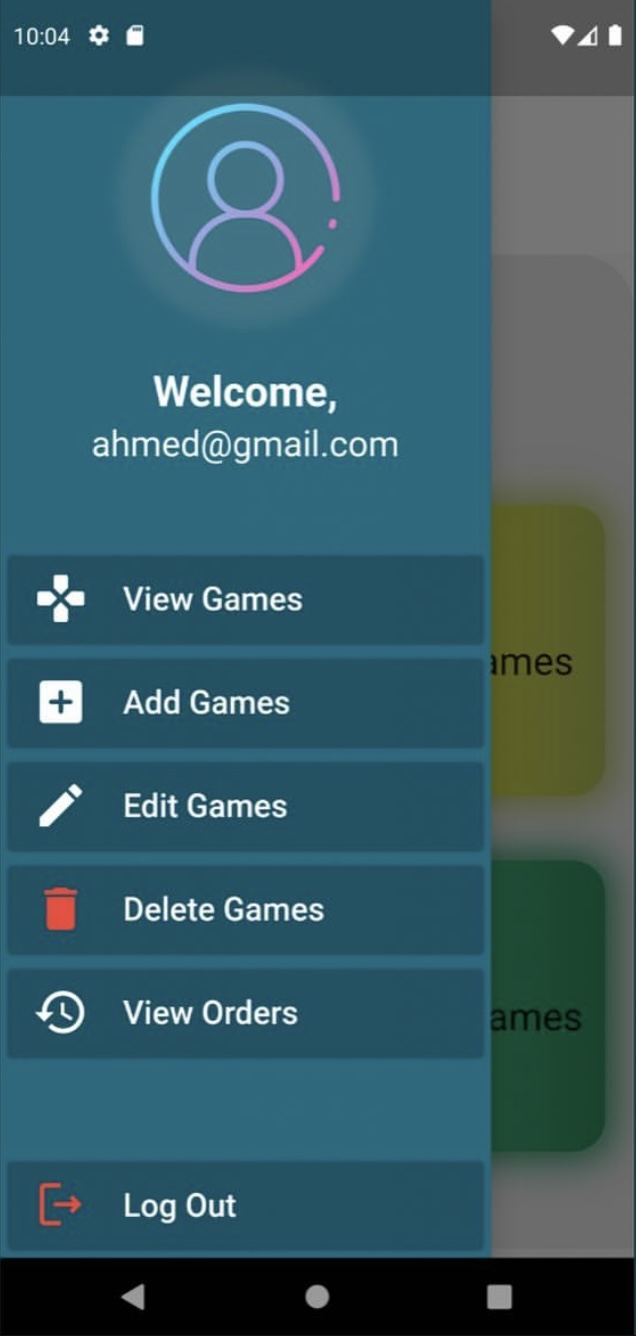 10:04
Welcome,
ahmed@gmail.com
View Games
Add Games
ames
Edit Games
Delete Games
View Orders
ames
Log Out